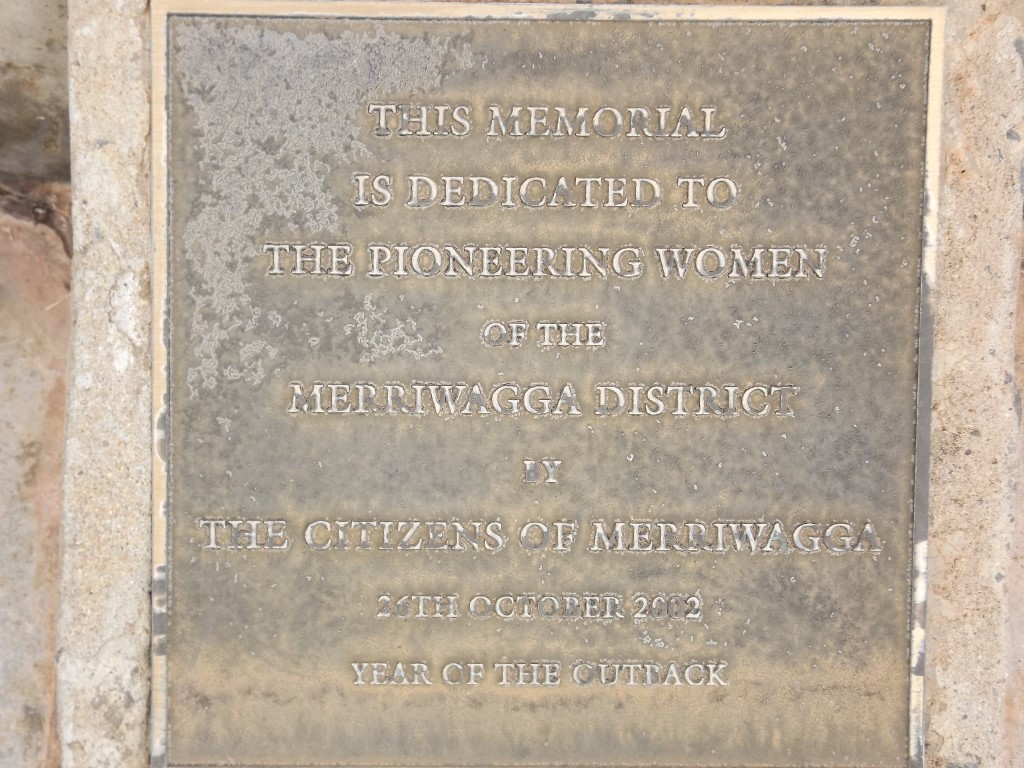 THIS MEMORIAL
IS DEDICATED TO
THE PIONEERING WOMEN
OF THE
MERRIWAGGA DISTRICT
BY
THE CITIZENS OF MERRIWAGGA
26TH OCTOBER 2002
YEAR OF THE OUTBACK